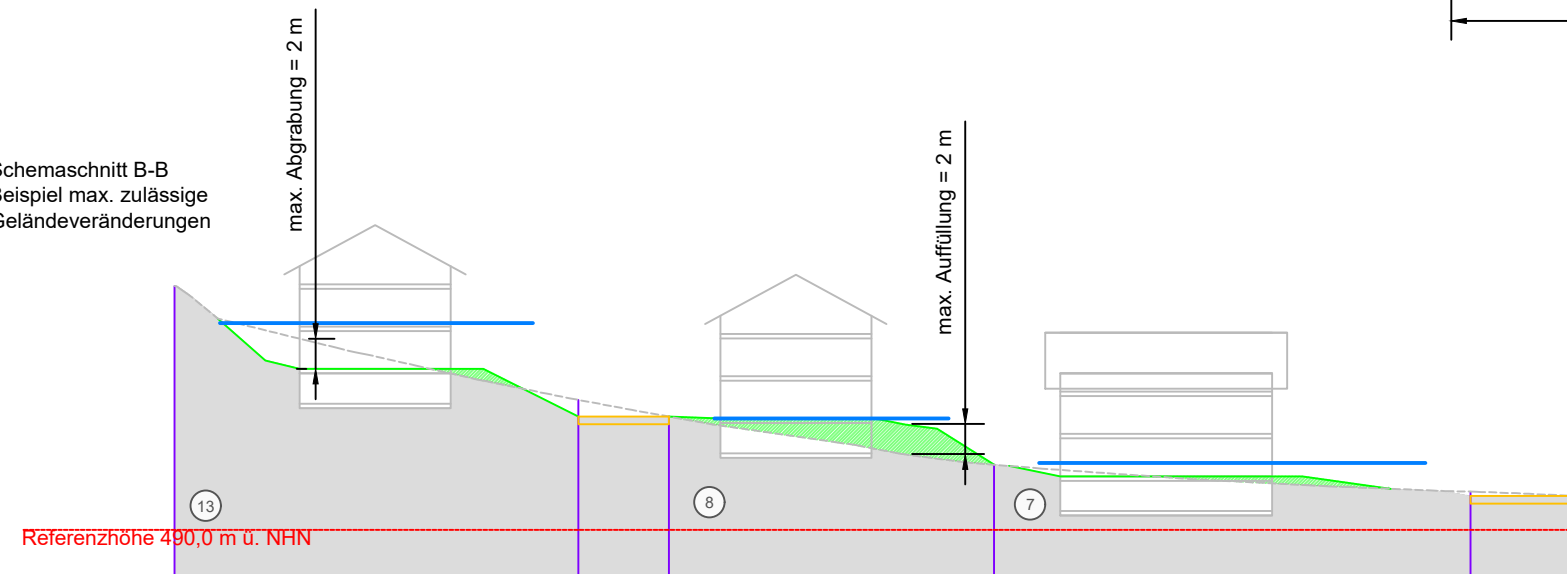 max. Abgrabung = 2 m
max. Auffüllung = 2 m
Schemaschnitt B-B
Beispiel max. zulässige
Geländeveränderungen
13
8
7
Referenzhöhe 490,0 m ü. NHN